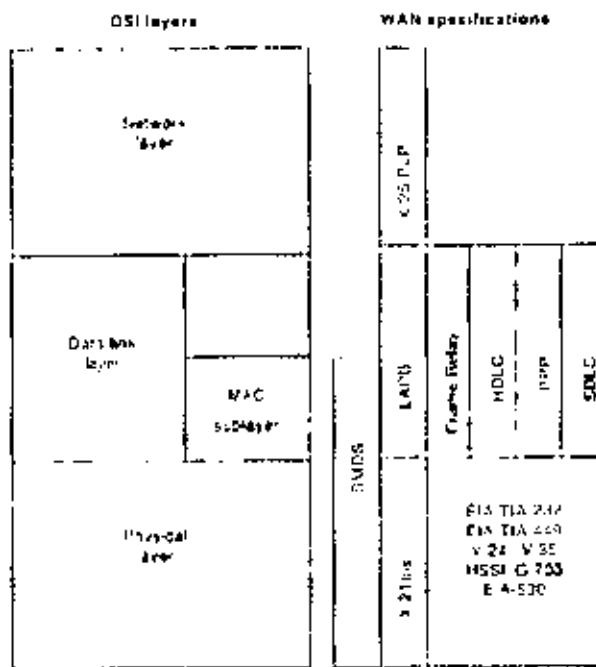 OSI layers
WAN specifications
Network
layer
X.25 PLP
Data link
layer
MAC
sublayer
Physical
layer
SMDS
LAPB
Frame Relay
HDLC
PPP
SDLC
X.21bis
EIA/TIA-232
EIA/TIA-449
V.24 V.35
HSSI G.703
EIA-530